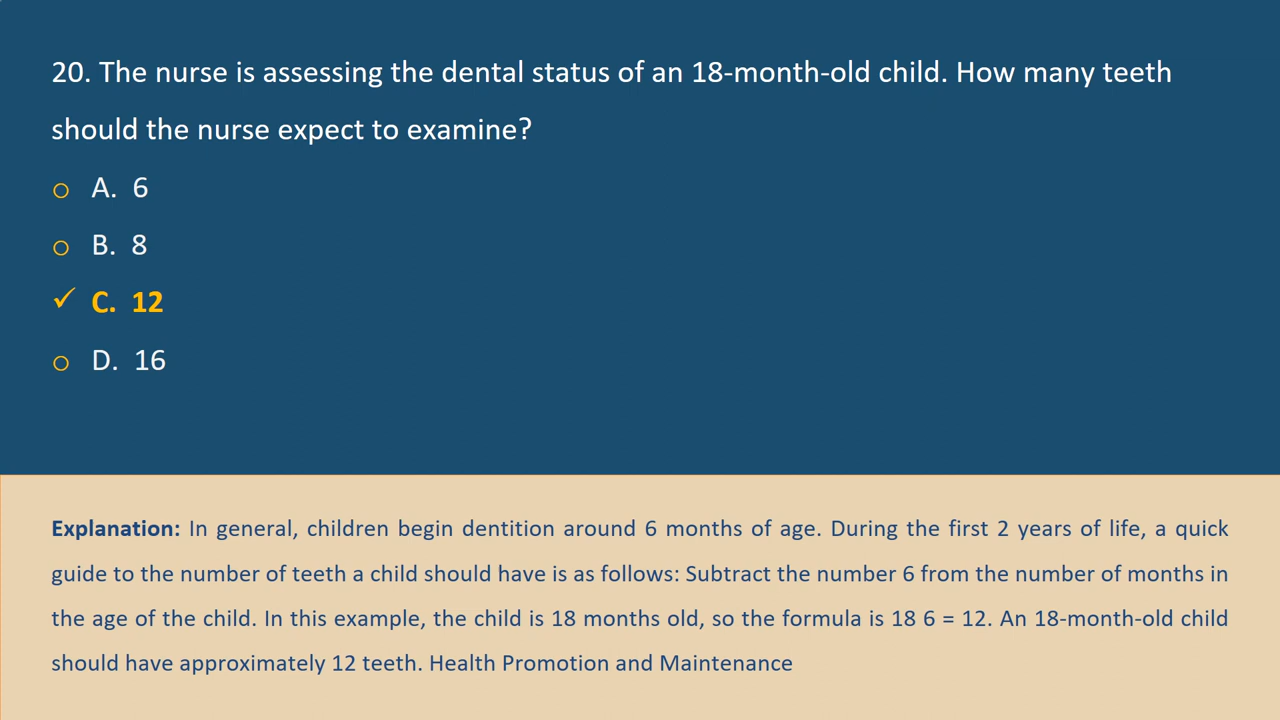 20. The nurse is assessing the dental status of an 18-month-old child. How many teeth
should the nurse expect to examine?
A. 6
B. 8
C. 12
D. 16
Explanation: In general, children begin dentition around 6 months of age. During the first 2 years of life, a quick
guide to the number of teeth a child should have is as follows: Subtract the number 6 from the number of months in
the age of the child. In this example, the child is 18 months old, so the formula is 18 6 = 12. An 18-month-old child
should have approximately 12 teeth. Health Promotion and Maintenance